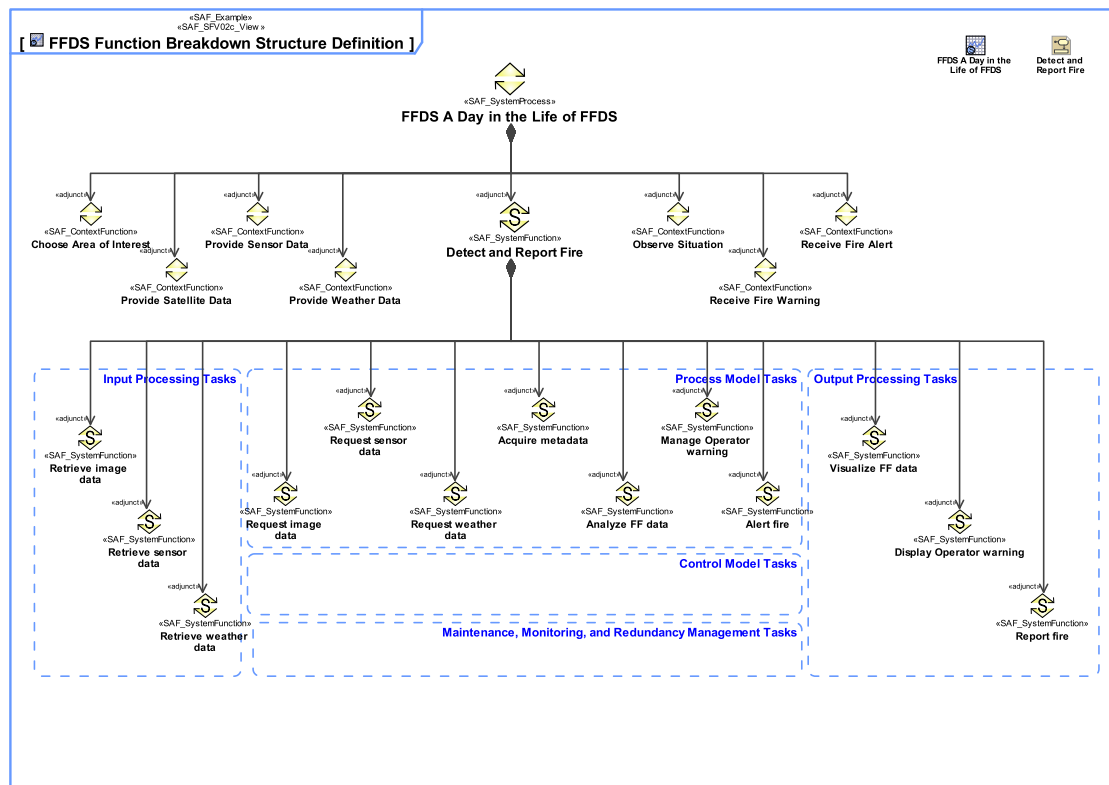 «SAF_Example»
«SAF_SFV02c_View »
[ FFDS Function Breakdown Structure Definition ]
FFDS A Day in the
Life of FFDS
Detect and
Report Fire
«SAF_SystemProcess»
FFDS A Day in the Life of FFDS
«adjunct»
«SAF_ContextFunction»
Choose Area of Interest
«adjunct»
«SAF_ContextFunction»
Provide Satellite Data
«adjunct»
«SAF_ContextFunction»
Provide Sensor Data
«adjunct»
«SAF_ContextFunction»
Provide Weather Data
«adjunct»
S
«SAF_SystemFunction»
Detect and Report Fire
«adjunct»
«SAF_ContextFunction»
Observe Situation
«adjunct»
«SAF_ContextFunction»
Receive Fire Warning
«adjunct»
«SAF_ContextFunction»
Receive Fire Alert
Input Processing Tasks
«adjunct»
S
«SAF_SystemFunction»
Retrieve image
data
«adjunct»
S
«SAF_SystemFunction»
Retrieve sensor
data
«adjunct»
S
«SAF_SystemFunction»
Retrieve weather
data
Process Model Tasks
«adjunct»
S
«SAF_SystemFunction»
Request image
data
«adjunct»
S
«SAF_SystemFunction»
Request sensor
data
«adjunct»
S
«SAF_SystemFunction»
Request weather
data
«adjunct»
S
«SAF_SystemFunction»
Acquire metadata
«adjunct»
S
«SAF_SystemFunction»
Analyze FF data
«adjunct»
S
«SAF_SystemFunction»
Manage Operator
warning
«adjunct»
S
«SAF_SystemFunction»
Alert fire
Control Model Tasks
Maintenance, Monitoring, and Redundancy Management Tasks
Output Processing Tasks
«adjunct»
S
«SAF_SystemFunction»
Visualize FF data
«adjunct»
S
«SAF_SystemFunction»
Display Operator warning
«adjunct»
S
«SAF_SystemFunction»
Report fire